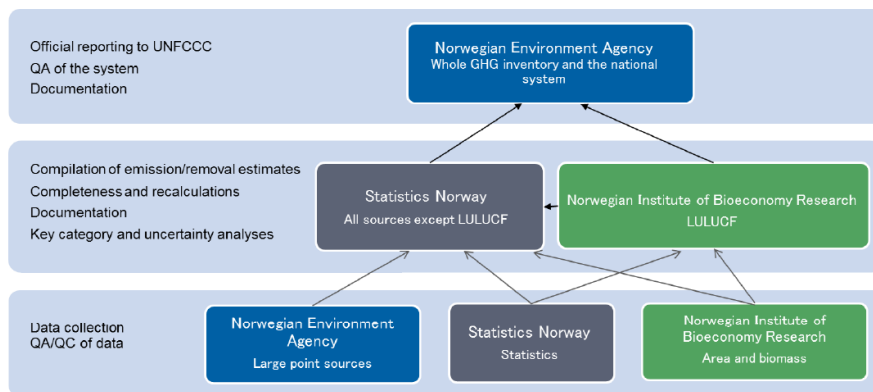 Official reporting to UNFCCC
QA of the system
Documentation
Norwegian Environment Agency
Whole GHG inventory and the national
system
Compilation of emission/removal estimates
Completeness and recalculations
Documentation
Key category and uncertainty analyses
Statistics Norway
All sources except LULUCF
Norwegian Institute of Bioeconomy Research
LULUCF
Data collection
QA/QC of data
Norwegian Environment
Agency
Large point sources
Statistics Norway
Statistics
Norwegian Institute of
Bioeconomy Research
Area and biomass